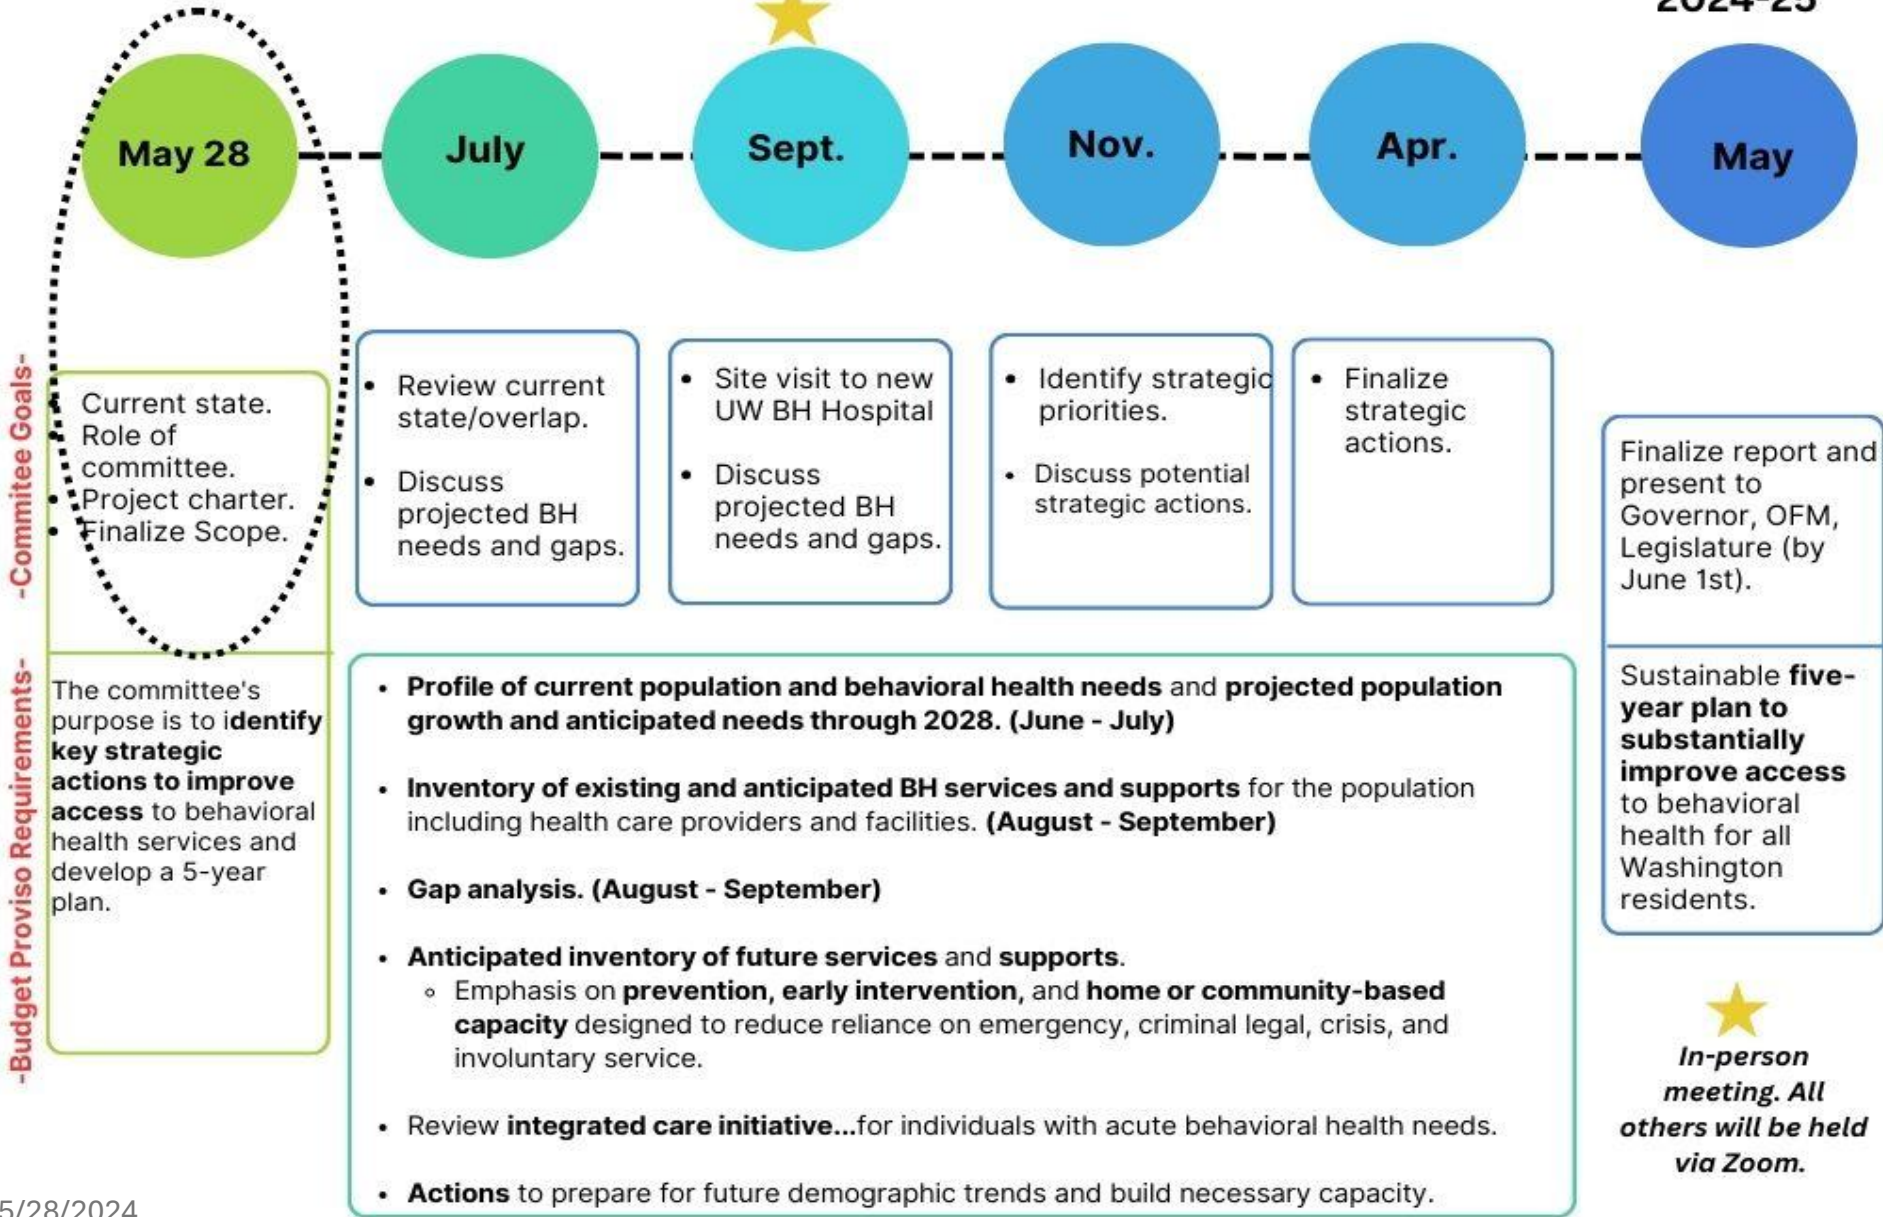 2024-25
May 28
July
Sept.
Nov.
Apr.
May
-Committee Goals-
• Current state.
• Role of
committee.
• Project charter.
• Finalize Scope.
• Review current
state/overlap.
• Discuss
projected BH
needs and gaps.
• Site visit to new
UW BH Hospital
• Discuss
projected BH
needs and gaps.
• Identify strategic
priorities.
• Discuss potential
strategic actions.
• Finalize
strategic
actions.
Finalize report and
present to
Governor, OFM,
Legislature (by
June 1st).
-Budget Proviso Requirements-
The committee's
purpose is to identify
key strategic
actions to improve
access to behavioral
health services and
develop a 5-year
plan.
• Profile of current population and behavioral health needs and projected population
growth and anticipated needs through 2028. (June - July)
• Inventory of existing and anticipated BH services and supports for the population
including health care providers and facilities. (August - September)
• Gap analysis. (August - September)
• Anticipated inventory of future services and supports.
◦ Emphasis on prevention, early intervention, and home or community-based
capacity designed to reduce reliance on emergency, criminal legal, crisis, and
involuntary service.
• Review integrated care initiative...for individuals with acute behavioral health needs.
• Actions to prepare for future demographic trends and build necessary capacity.
Sustainable five-
year plan to
substantially
improve access
to behavioral
health for all
Washington
residents.
In-person
meeting. All
others will be held
via Zoom.
5/28/2024